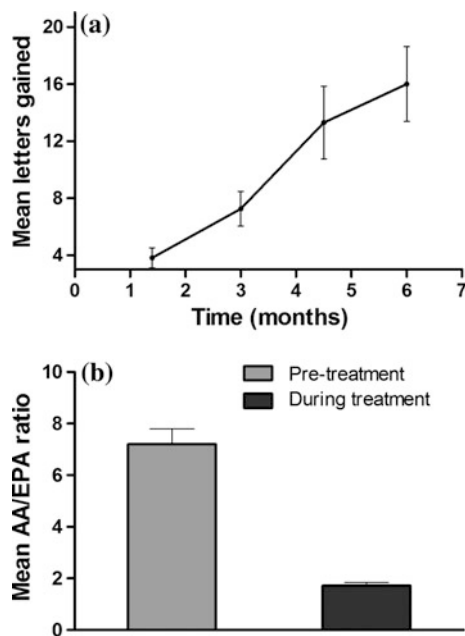 (a)
Mean letters gained
20
16
12
8
4
0 1 2 3 4 5 6 7
Time (months)
(b)
Mean AA/EPA ratio
10
8
6
4
2
0
Pre-treatment
During treatment